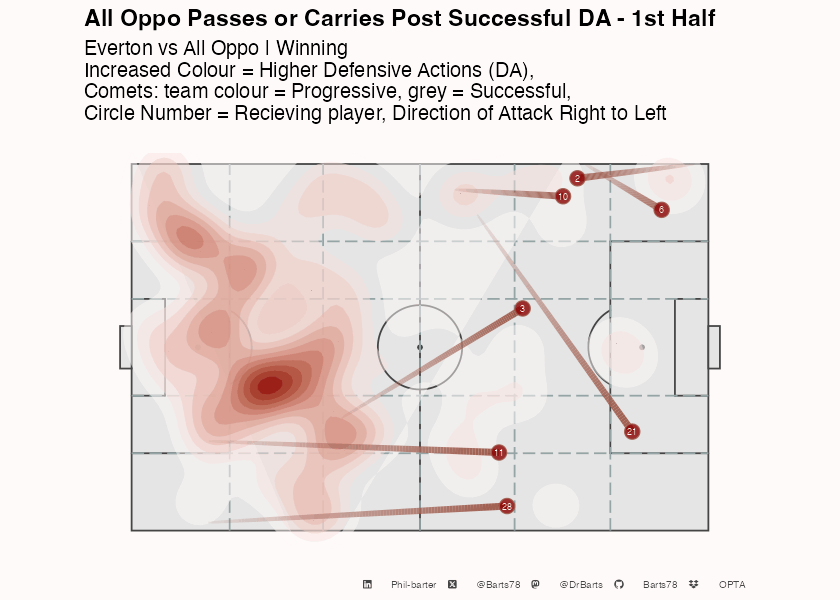 All Oppo Passes or Carries Post Successful DA - 1st Half
Everton vs All Oppo | Winning
Increased Colour = Higher Defensive Actions (DA),
Comets: team colour = Progressive, grey = Successful,
Circle Number = Recieving player, Direction of Attack Right to Left
2
10
6
3
21
11
28
Phil-barter @Barts78 @DrBarts Barts78 OPTA